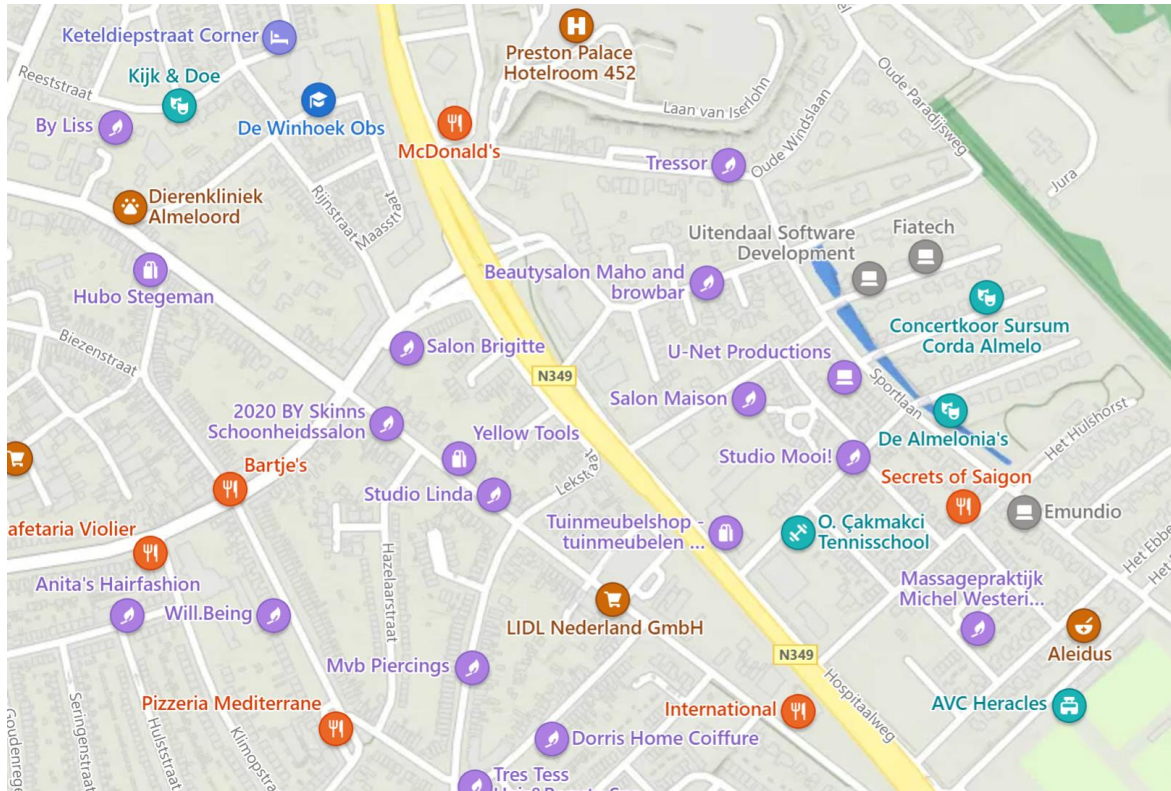 Keteldiepstraat Corner
Preston Palace
Hotelroom 452
Kijk & Doe
Reeststraat
By Liss
De Winhoek Obs
McDonald's
Laan van Iserlohn
Oude Windslaan
Oude Paradijsweg
Tressor
Jura
Dierenkliniek
Almeloord
Rijnstraat
Maasstraat
Uitendaal Software
Development
Fiatech
Hubo Stegeman
Beautysalon Maho and
browbar
Concertkoor Sursum
Corda Almelo
Biezenstraat
Salon Brigitte
U-Net Productions
N349
Sportlaan
Salon Maison
2020 BY Skinns
Schoonheidssalon
Yellow Tools
De Almelonia's
Het Hulshorst
Studio Mooi!
Bartje's
Studio Linda
Secrets of Saigon
Emundio
afetaria Violier
Tuinmeubelshop -
tuinmeubelen ...
O. Çakmakci
Tennisschool
Hazelaarstraat
Anita's Hairfashion
Will.Being
Massagepraktijk
Michel Westeri...
LIDL Nederland GmbH
Aleidus
Mvb Piercings
N349
Hospitaalweg
Pizzeria Mediterrane
International
AVC Heracles
Seringenstraat
Hulststraat
Klimopstra
Goudenrege
Dorris Home Coiffure
Tres Tess